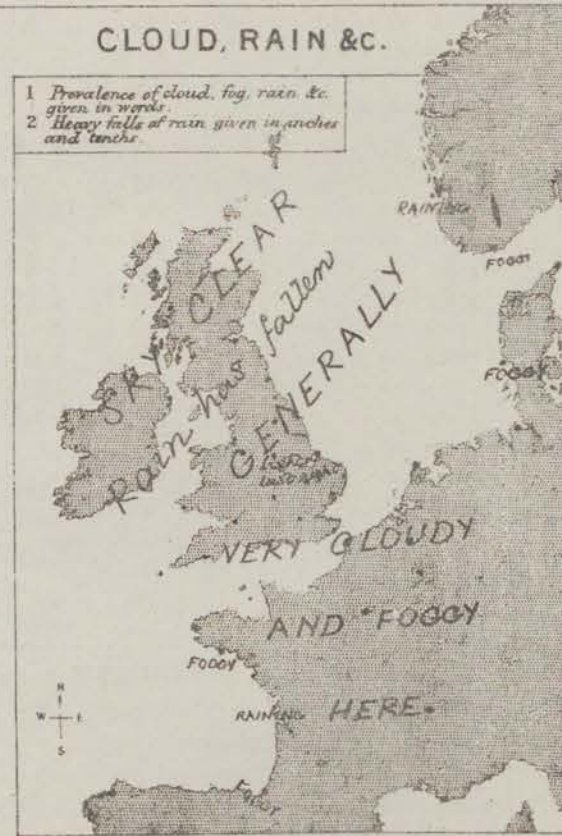 CLOUD, RAIN &c.
1 Prevalence of cloud, fog, rain &c.
given in words.
2 Heavy falls of rain given in inches
and tenths.
RAINING
FOGGY
SKY CLEAR
Rain has fallen
GENERALLY
FOGGY
VERY CLOUDY
AND FOGGY
HERE.
FOGGY
RAINING
FOGGY
N
W E
S